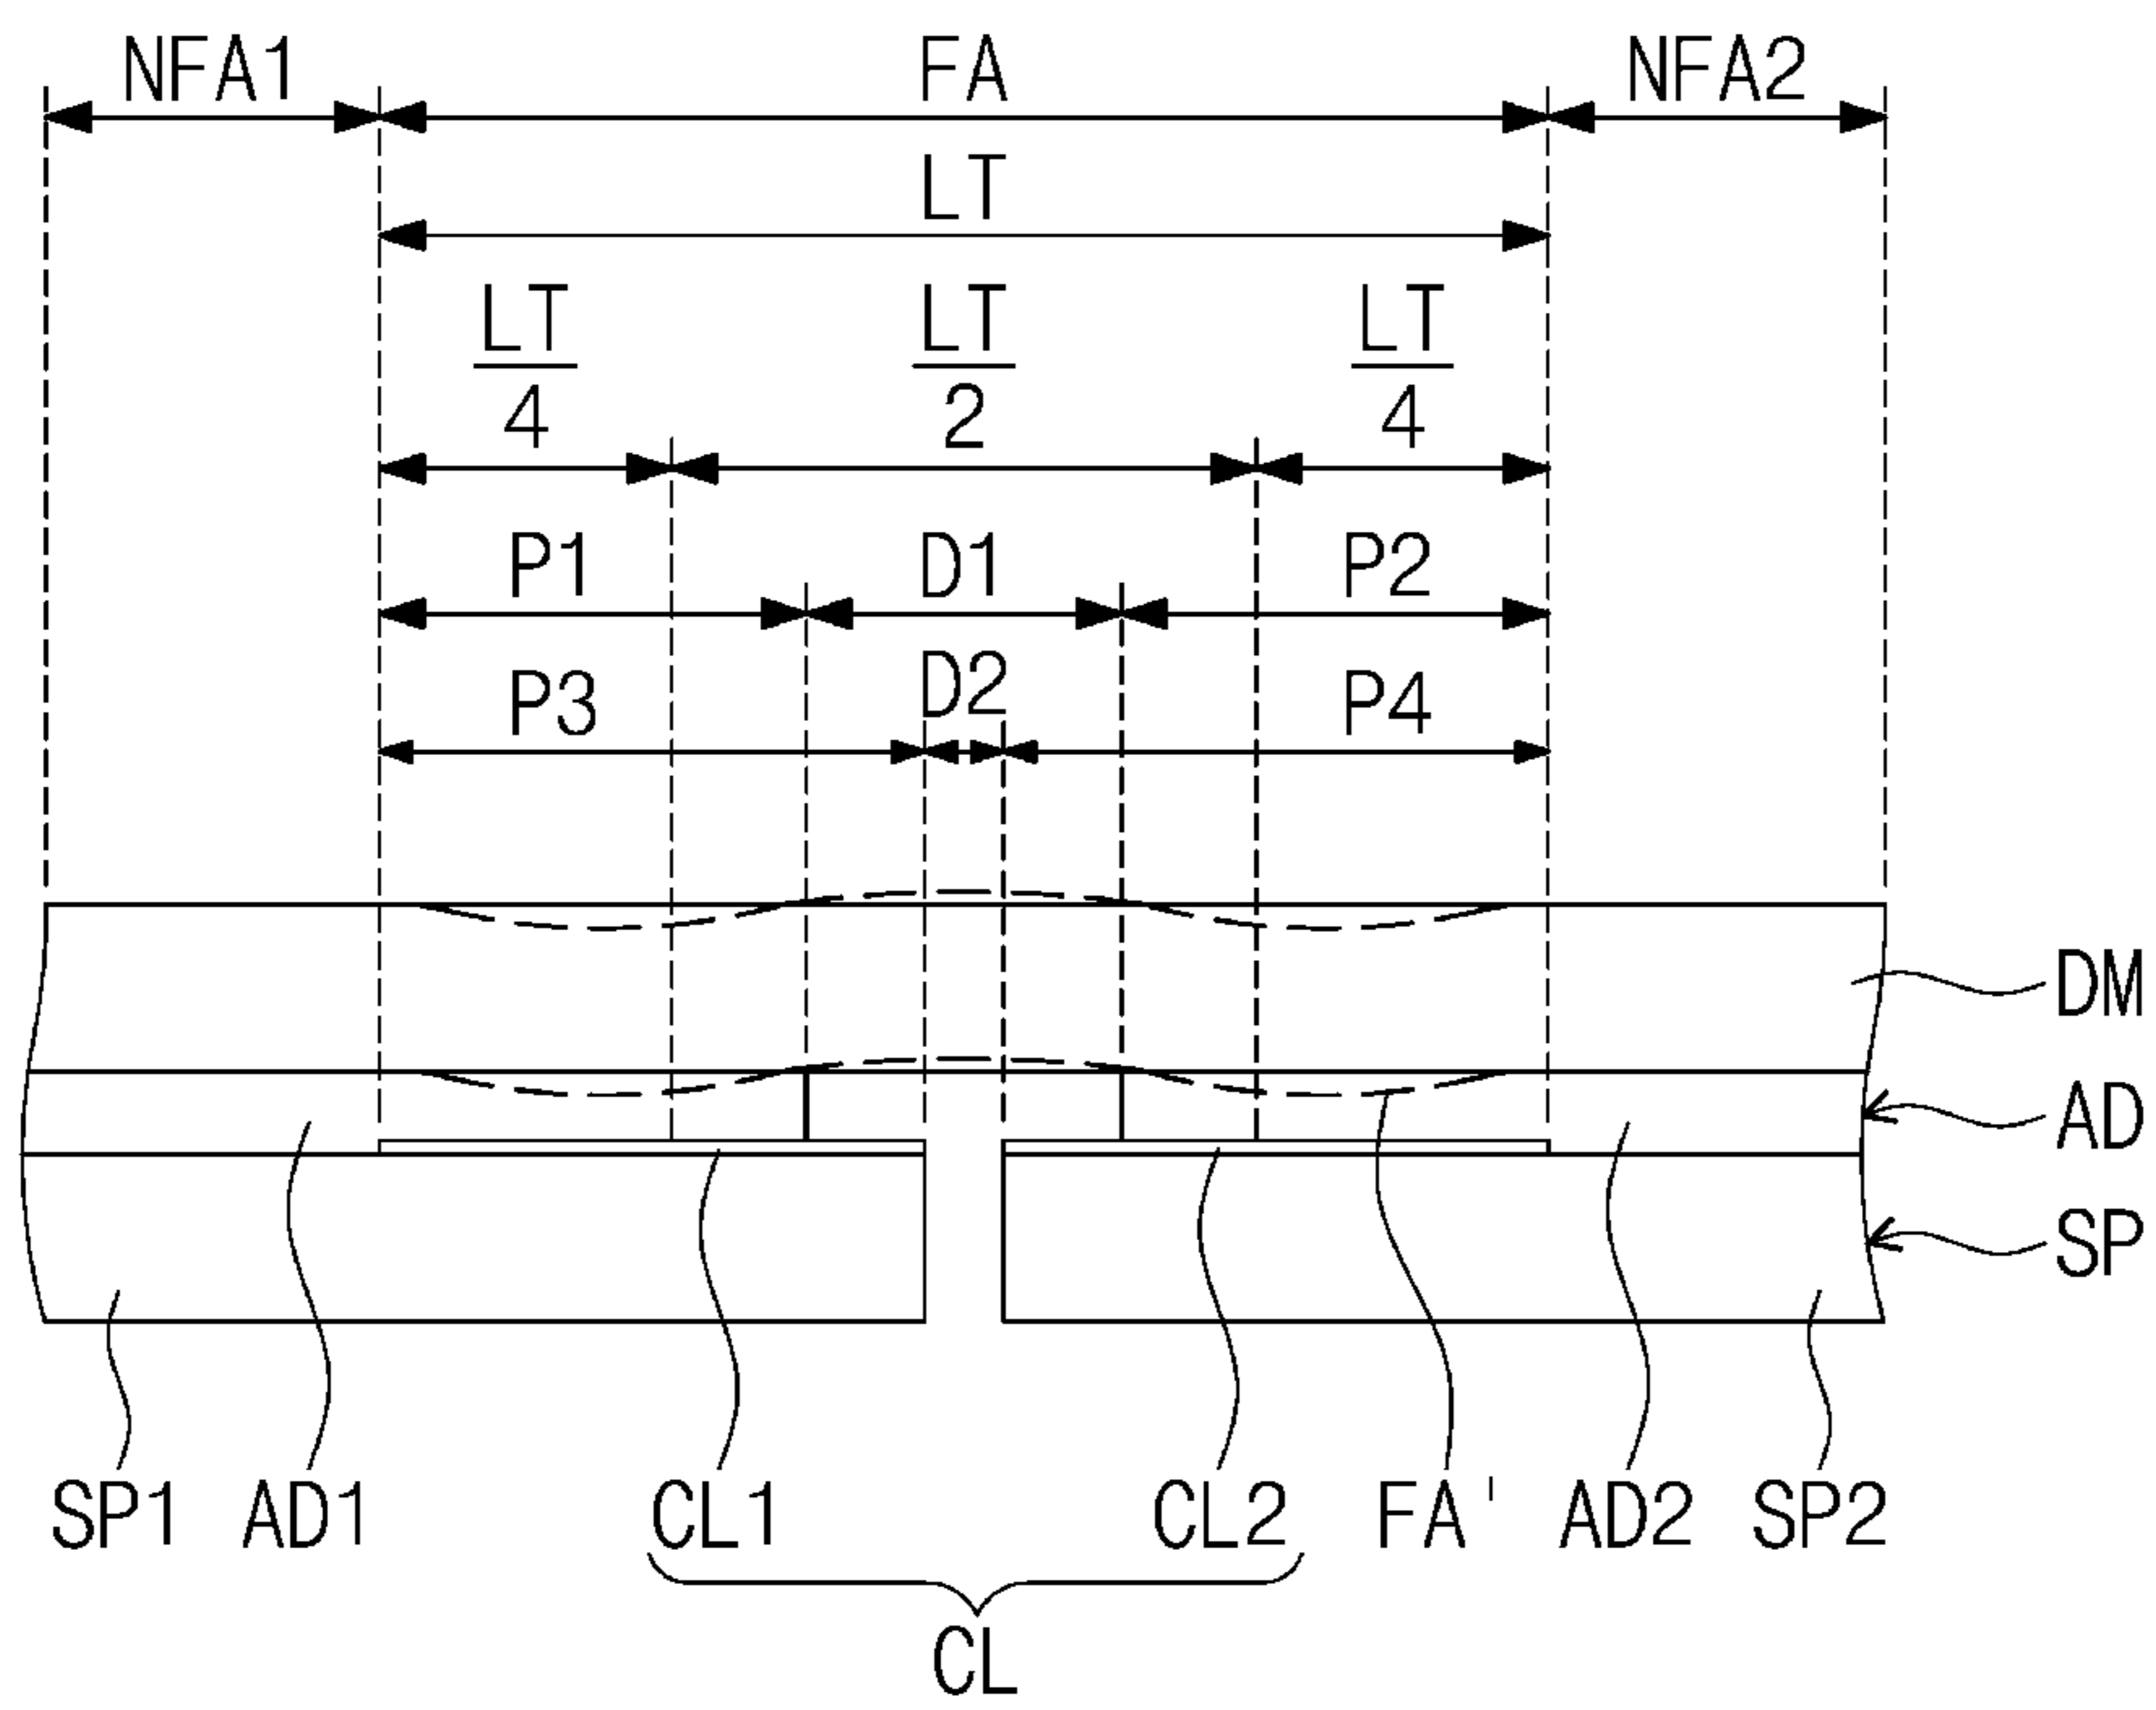 NFA1 FA NFA2
LT
LT/4 LT/2 LT/4
P1 D1 P2
P3 D2 P4
DM
AD
SP
SP1 AD1 CL1 CL2 FA' AD2 SP2
CL